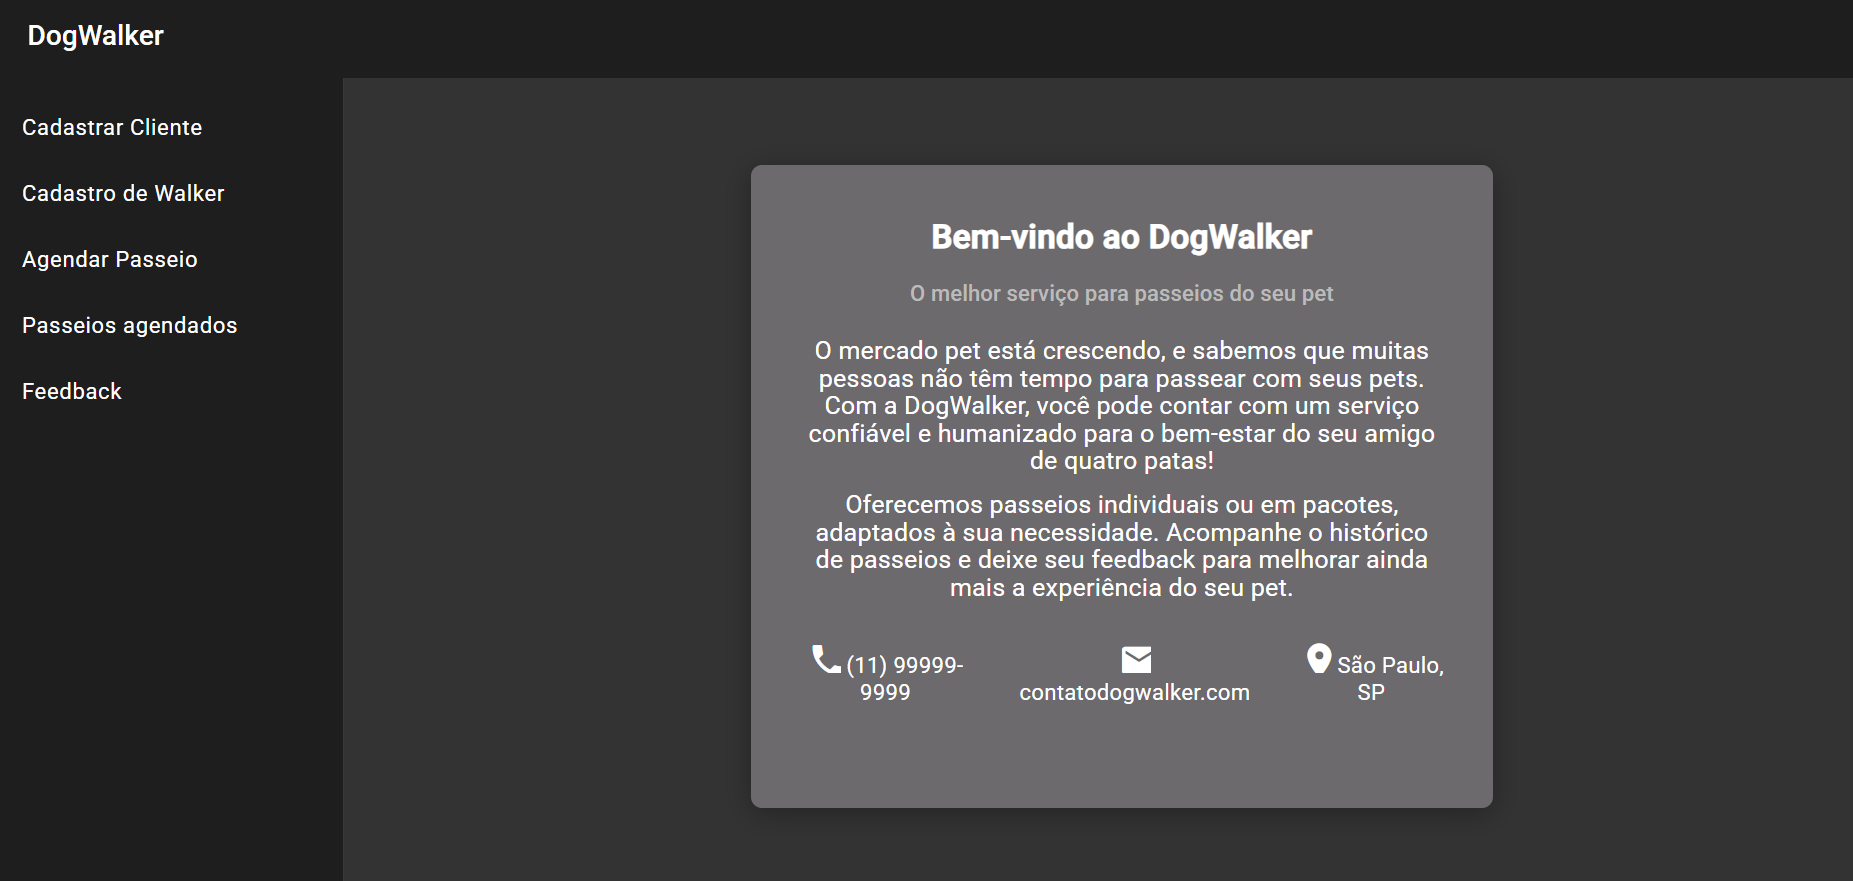 DogWalker
Cadastrar Cliente
Cadastro de Walker
Agendar Passeio
Passeios agendados
Feedback
Bem-vindo ao DogWalker
O melhor serviço para passeios do seu pet
O mercado pet está crescendo, e sabemos que muitas
pessoas não têm tempo para passear com seus pets.
Com a DogWalker, você pode contar com um serviço
confiável e humanizado para o bem-estar do seu amigo
de quatro patas!
Oferecemos passeios individuais ou em pacotes,
adaptados à sua necessidade. Acompanhe o histórico
de passeios e deixe seu feedback para melhorar ainda
mais a experiência do seu pet.
(11) 99999-
9999
contatodogwalker.com
São Paulo,
SP